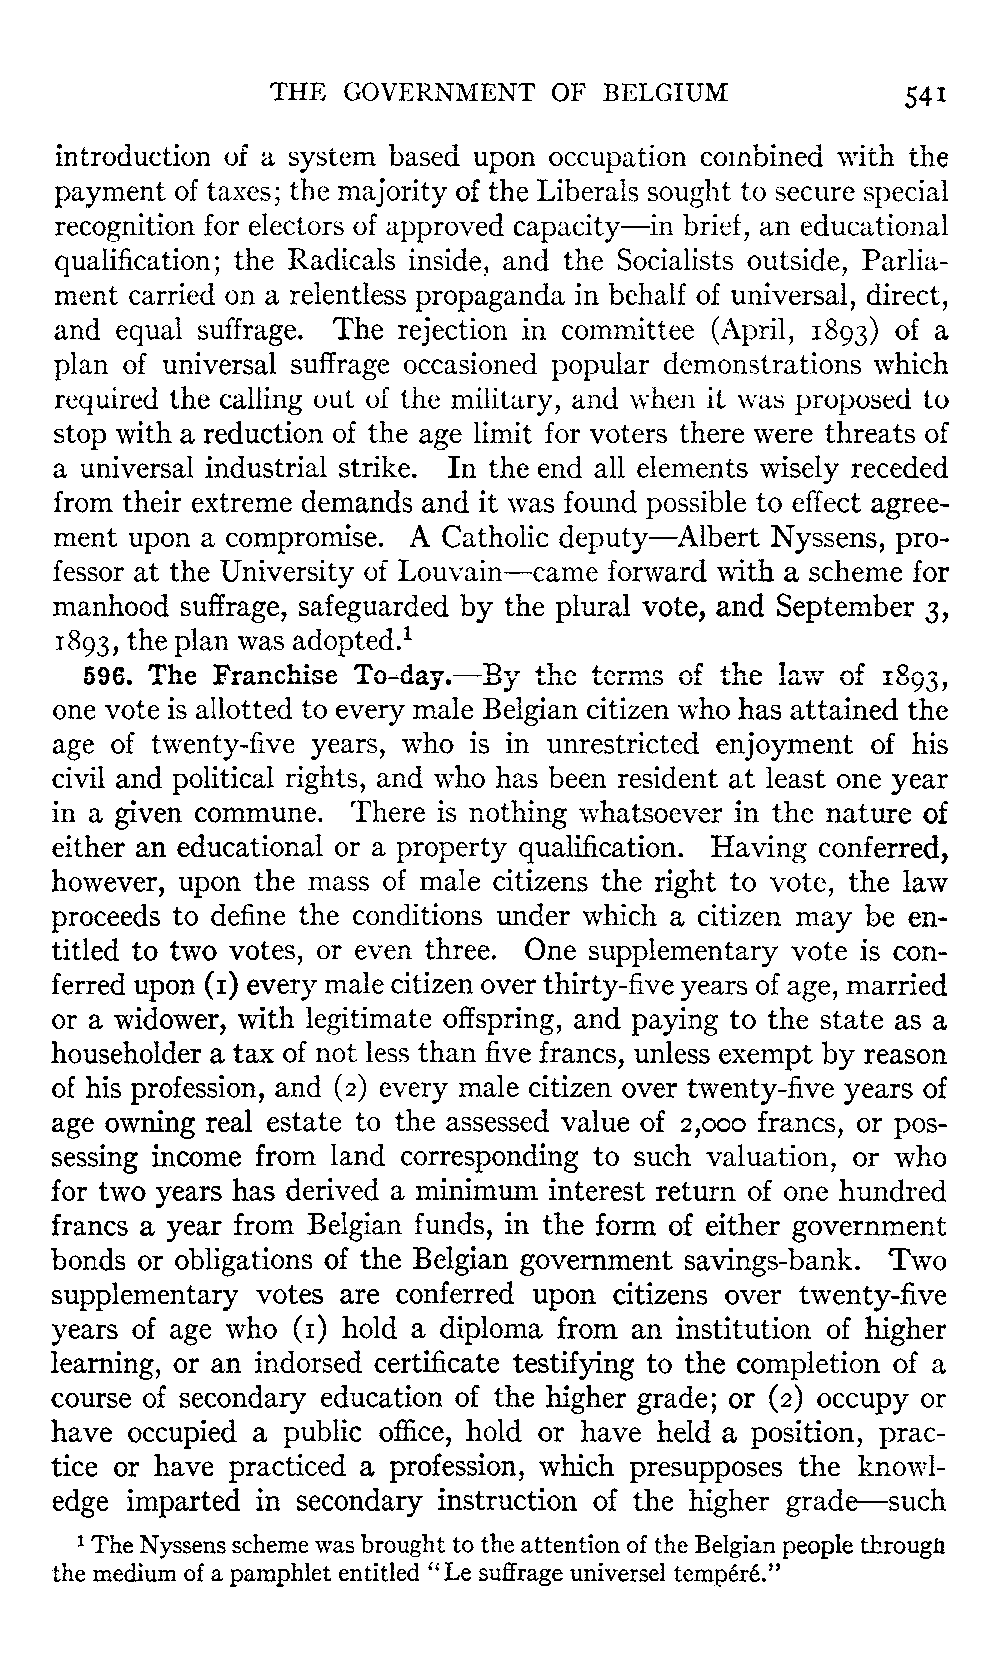 THE GOVERNMENT OF BELGIUM 541
introduction of a system based upon occupation combined with the
payment of taxes; the majority of the Liberals sought to secure special
recognition for electors of approved capacity—in brief, an educational
qualification; the Radicals inside, and the Socialists outside, Parlia-
ment carried on a relentless propaganda in behalf of universal, direct,
and equal suffrage. The rejection in committee (April, 1893) of a
plan of universal suffrage occasioned popular demonstrations which
required the calling out of the military, and when it was proposed to
stop with a reduction of the age limit for voters there were threats of
a universal industrial strike. In the end all elements wisely receded
from their extreme demands and it was found possible to effect agree-
ment upon a compromise. A Catholic deputy—Albert Nyssens, pro-
fessor at the University of Louvain—came forward with a scheme for
manhood suffrage, safeguarded by the plural vote, and September 3,
1893, the plan was adopted.¹
596. The Franchise To-day.—By the terms of the law of 1893,
one vote is allotted to every male Belgian citizen who has attained the
age of twenty-five years, who is in unrestricted enjoyment of his
civil and political rights, and who has been resident at least one year
in a given commune. There is nothing whatsoever in the nature of
either an educational or a property qualification. Having conferred,
however, upon the mass of male citizens the right to vote, the law
proceeds to define the conditions under which a citizen may be en-
titled to two votes, or even three. One supplementary vote is con-
ferred upon (1) every male citizen over thirty-five years of age, married
or a widower, with legitimate offspring, and paying to the state as a
householder a tax of not less than five francs, unless exempt by reason
of his profession, and (2) every male citizen over twenty-five years of
age owning real estate to the assessed value of 2,000 francs, or pos-
sessing income from land corresponding to such valuation, or who
for two years has derived a minimum interest return of one hundred
francs a year from Belgian funds, in the form of either government
bonds or obligations of the Belgian government savings-bank. Two
supplementary votes are conferred upon citizens over twenty-five
years of age who (1) hold a diploma from an institution of higher
learning, or an indorsed certificate testifying to the completion of a
course of secondary education of the higher grade; or (2) occupy or
have occupied a public office, hold or have held a position, prac-
tice or have practiced a profession, which presupposes the knowl-
edge imparted in secondary instruction of the higher grade—such
¹ The Nyssens scheme was brought to the attention of the Belgian people through
the medium of a pamphlet entitled "Le suffrage universel tempéré."